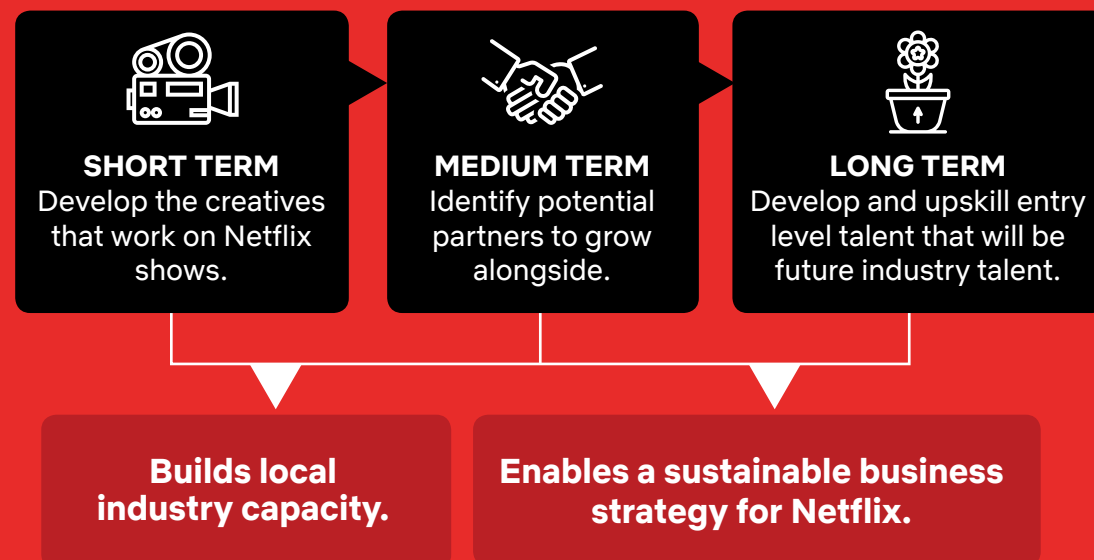 SHORT TERM
Develop the creatives
that work on Netflix
shows.
MEDIUM TERM
Identify potential
partners to grow
alongside.
LONG TERM
Develop and upskill entry
level talent that will be
future industry talent.
Builds local
industry capacity.
Enables a sustainable business
strategy for Netflix.